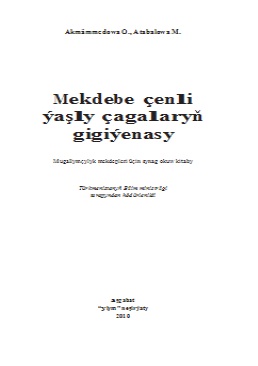 Akmämmedowa O., Atabalowa M.
Mekdebe çenli
ýaşly çagalaryň
gigiýenasy
Mugallymçylyk mekdepleri üçin synag okuw kitaby
Türkmenistanyň Bilim ministrligi
tarapyndan hödürlenildi
Aşgabat
"Ylym" neşirýaty
2010